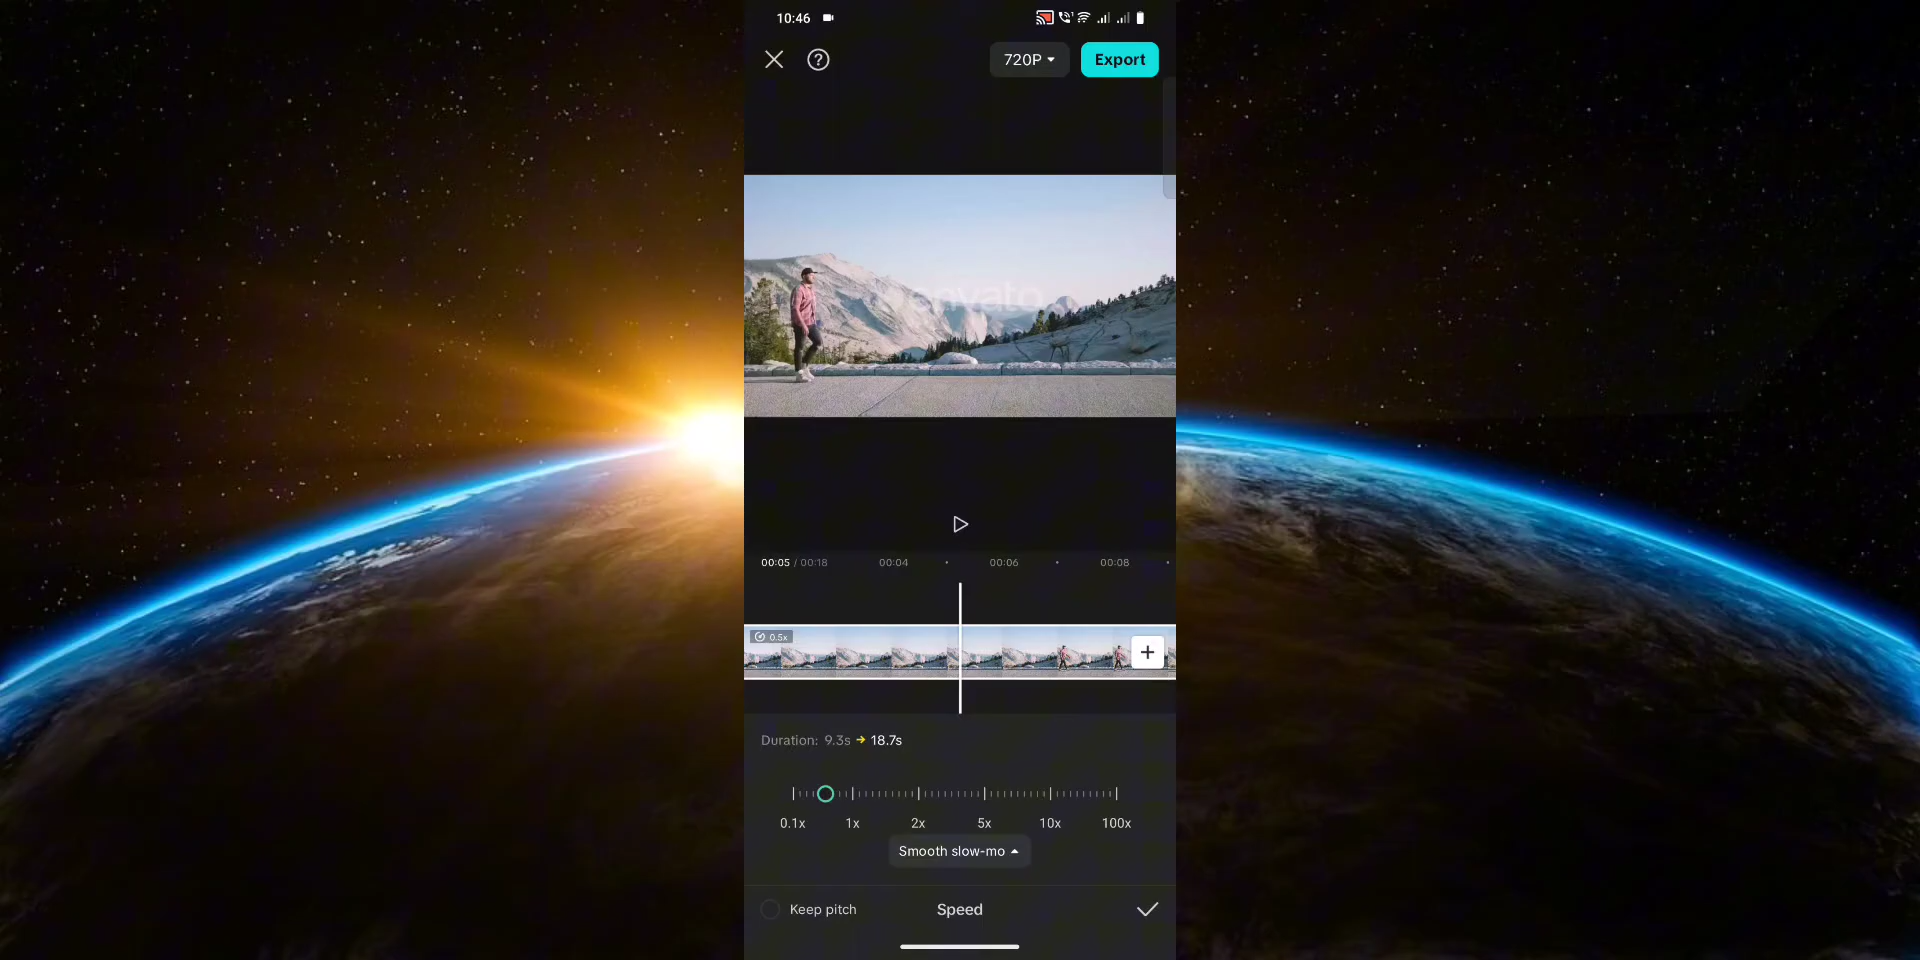 10:46
720P
Export
envato
00:05 / 00:18
00:04
00:06
00:08
0.5x
Duration: 9.3s → 18.7s
0.1x 1x 2x 5x 10x 100x
Smooth slow-mo
Keep pitch
Speed